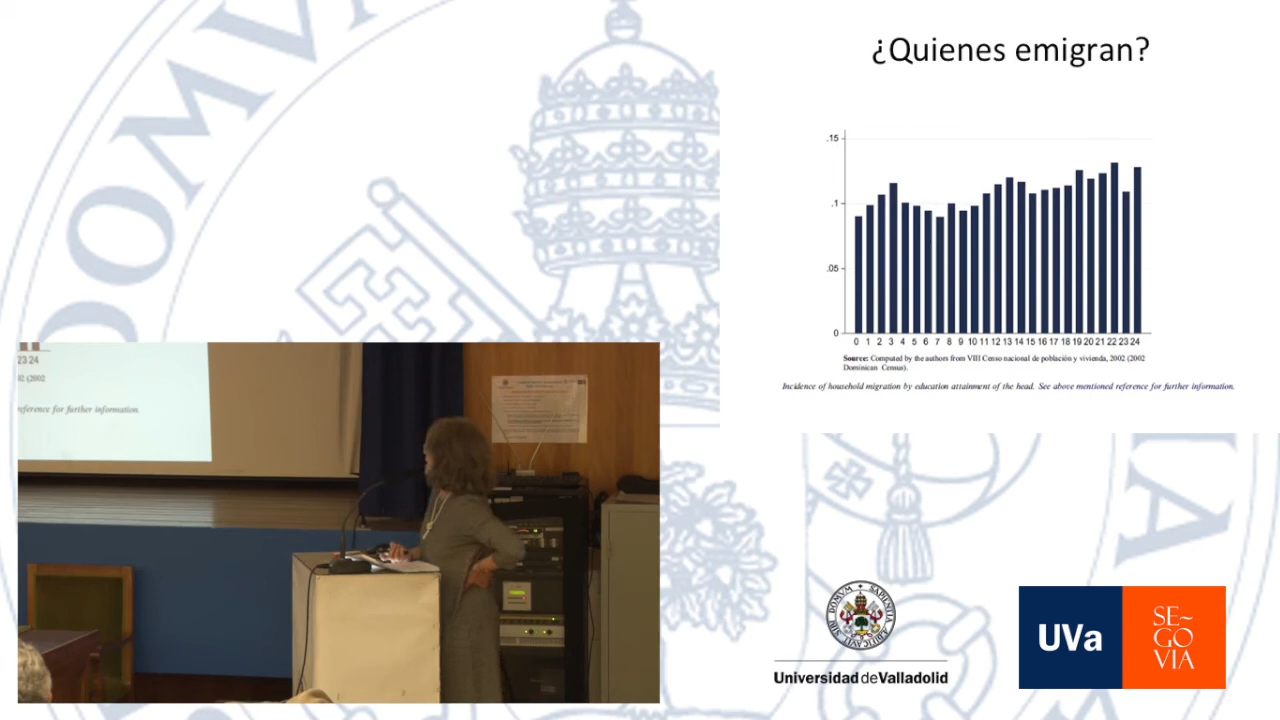 ¿Quienes emigran?
.15
.1
.05
0
0 1 2 3 4 5 6 7 8 9 10 11 12 13 14 15 16 17 18 19 20 21 22 23 24
Source: Computed by the authors from VIII Censo nacional de población y vivienda, 2002 (2002
Dominican Census).
Incidence of household migration by education attainment of the head. See above mentioned reference for further information.
23 24
02 (2002
reference for further information.
DOMV
A
Universidad de Valladolid
UVa
SE~
GO
VIA